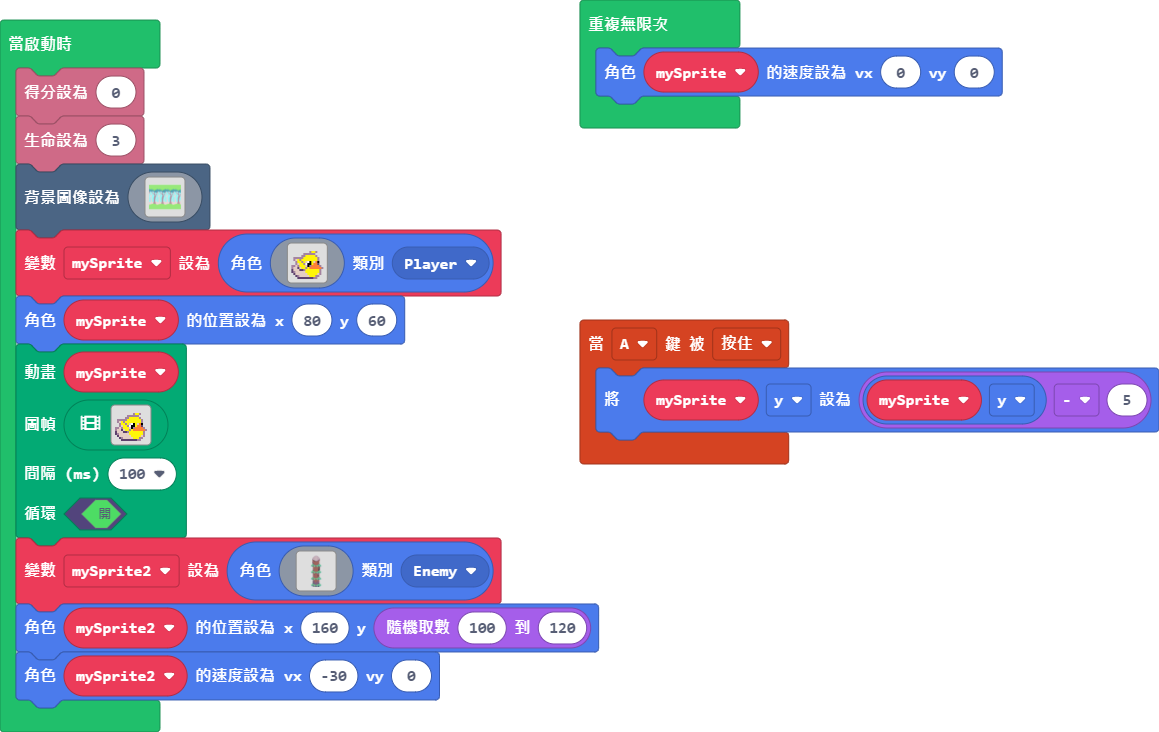 當啟動時
得分設為 0
生命設為 3
背景圖像設為
變數 mySprite 設為 角色 類別 Player
角色 mySprite 的位置設為 x 80 y 60
動畫 mySprite
圖幀
間隔 (ms) 100
循環 開
變數 mySprite2 設為 角色 類別 Enemy
角色 mySprite2 的位置設為 x 160 y 隨機取數 100 到 120
角色 mySprite2 的速度設為 vx -30 vy 0
重複無限次
角色 mySprite 的速度設為 vx 0 vy 0
當 A 鍵 被 按住
將 mySprite y 設為 mySprite y - 5